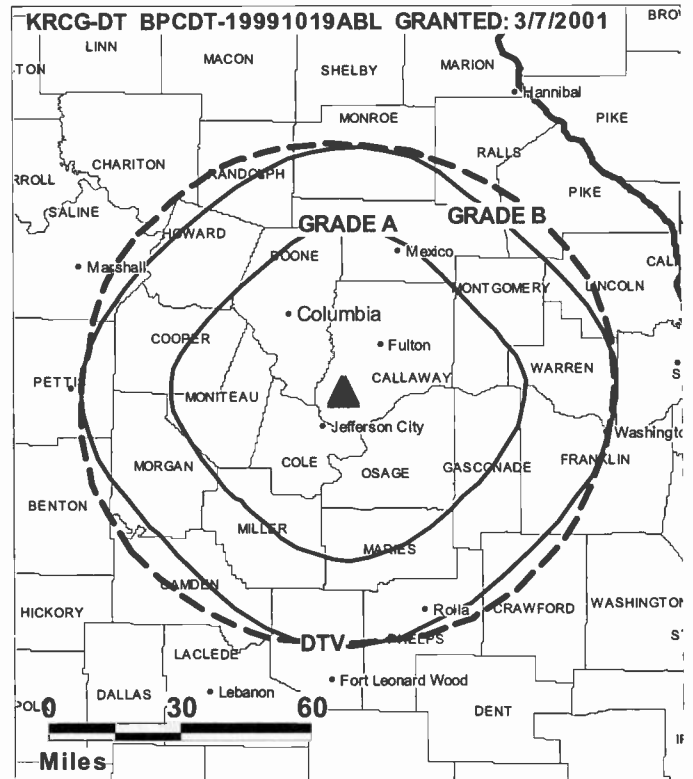 KRCG-DT BPCDT-19991019ABL GRANTED: 3/7/2001
LINN
MACON
SHELBY
MARION
Hannibal
PIKE
MONROE
RALLS
CHARITON
RANDOLPH
PIKE
SALINE
GRADE A
GRADE B
HOWARD
BOONE
Mexico
Marshall
MONTGOMERY
LINCOLN
Columbia
COOPER
Fulton
WARREN
PETTI
MONITEAU
CALLAWAY
Jefferson City
Washingto
MORGAN
COLE
OSAGE
GASCONADE
FRANKLIN
BENTON
MILLER
MARIES
CAMDEN
HICKORY
Rolla
CRAWFORD
WASHINGTON
DTV
PHELPS
LACLEDE
Fort Leonard Wood
DALLAS
Lebanon
DENT
0 30 60
Miles